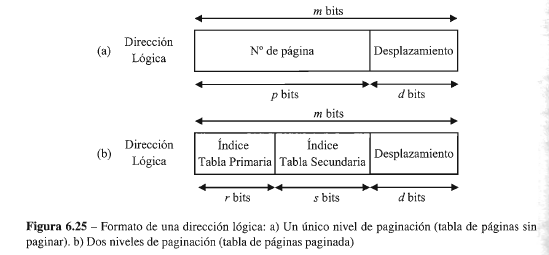 m bits
(a) Dirección Lógica Nº de página Desplazamiento
p bits d bits
m bits
(b) Dirección Lógica Índice Tabla Primaria Índice Tabla Secundaria Desplazamiento
r bits s bits d bits
Figura 6.25 – Formato de una dirección lógica: a) Un único nivel de paginación (tabla de páginas sin
paginar). b) Dos niveles de paginación (tabla de páginas paginada)